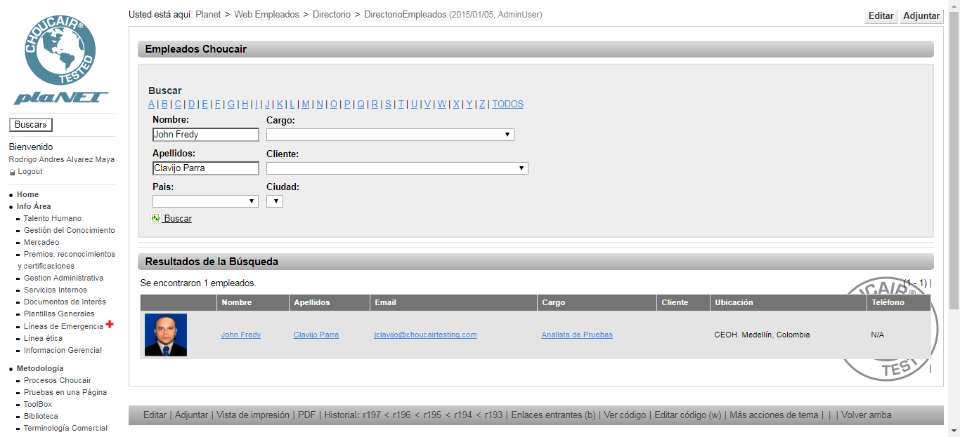 CHOUCAIR
TESTED
plaNET
Buscar»
Bienvenido
Rodrigo Andres Alvarez Maya
Logout
Home
Info Área
Talento Humano
Gestión del Conocimiento
Mercadeo
Premios, reconocimientos
y certificaciones
Gestion Administrativa
Servicios Internos
Documentos de Interés
Plantillas Generales
Líneas de Emergencia
Línea ética
Informacion Gerencial
Metodología
Procesos Choucair
Pruebas en una Página
ToolBox
Biblioteca
Terminología Comercial
Usted está aquí: Planet > Web Empleados > Directorio > DirectorioEmpleados (2015/01/05, AdminUser)
Editar Adjuntar
Empleados Choucair
Buscar
A | B | C | D | E | F | G | H | I | J | K | L | M | N | O | P | Q | R | S | T | U | V | W | X | Y | Z | TODOS
Nombre: Cargo:
John Fredy
Apellidos: Cliente:
Clavijo Parra
Pais: Ciudad:
Buscar
Resultados de la Búsqueda
Se encontraron 1 empleados. (1 - 1) |
Nombre Apellidos Email Cargo Cliente Ubicación Teléfono
John Fredy Clavijo Parra jclavijo@choucairtesting.com Analista de Pruebas CEOH. Medellín, Colombia N/A
|
Editar | Adjuntar | Vista de impresión | PDF | Historial: r197 < r196 < r195 < r194 < r193 | Enlaces entrantes (b) | Ver código | Editar código (w) | Más acciones de tema | | | Volver arriba